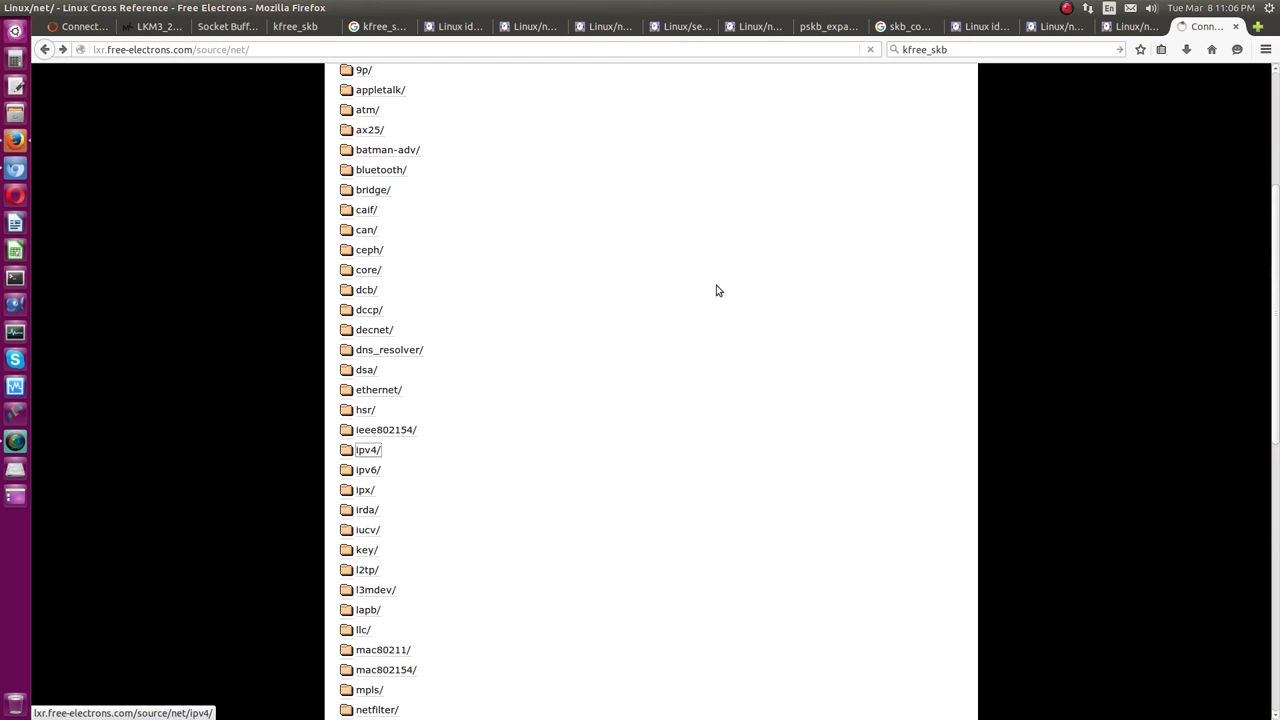 Linux/net/ - Linux Cross Reference - Free Electrons - Mozilla Firefox
En
Tue Mar 8, 11:06 PM
Connect...
LKM3_2...
Socket Buf...
kfree_skb
kfree_s...
Linux id...
Linux/n...
Linux/n...
Linux/se...
Linux/n...
pskb_expa...
skb_co...
Linux id...
Linux/n...
Linux/n...
Conn...
lxr.free-electrons.com/source/net/
kfree_skb
9p/
appletalk/
atm/
ax25/
batman-adv/
bluetooth/
bridge/
caif/
can/
ceph/
core/
dcb/
dccp/
decnet/
dns_resolver/
dsa/
ethernet/
hsr/
ieee802154/
ipv4/
ipv6/
ipx/
irda/
iucv/
key/
l2tp/
l3mdev/
lapb/
llc/
mac80211/
mac802154/
mpls/
netfilter/
lxr.free-electrons.com/source/net/ipv4/